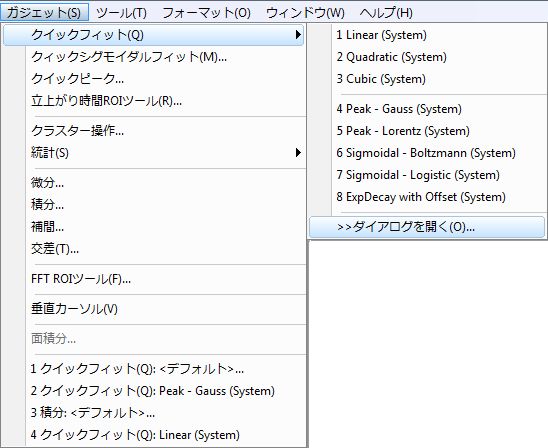 ガジェット(S) ツール(T) フォーマット(O) ウィンドウ(W) ヘルプ(H)
クイックフィット(Q)
クィックシグモイダルフィット(M)...
クイックピーク...
立上がり時間ROIツール(R)...
クラスター操作...
統計(S)
微分...
積分...
補間...
交差(T)...
FFT ROIツール(F)...
垂直カーソル(V)
面積分...
1 クイックフィット(Q): <デフォルト>...
2 クイックフィット(Q): Peak - Gauss (System)
3 積分: <デフォルト>...
4 クイックフィット(Q): Linear (System)
1 Linear (System)
2 Quadratic (System)
3 Cubic (System)
4 Peak - Gauss (System)
5 Peak - Lorentz (System)
6 Sigmoidal - Boltzmann (System)
7 Sigmoidal - Logistic (System)
8 ExpDecay with Offset (System)
>>ダイアログを開く(O)...